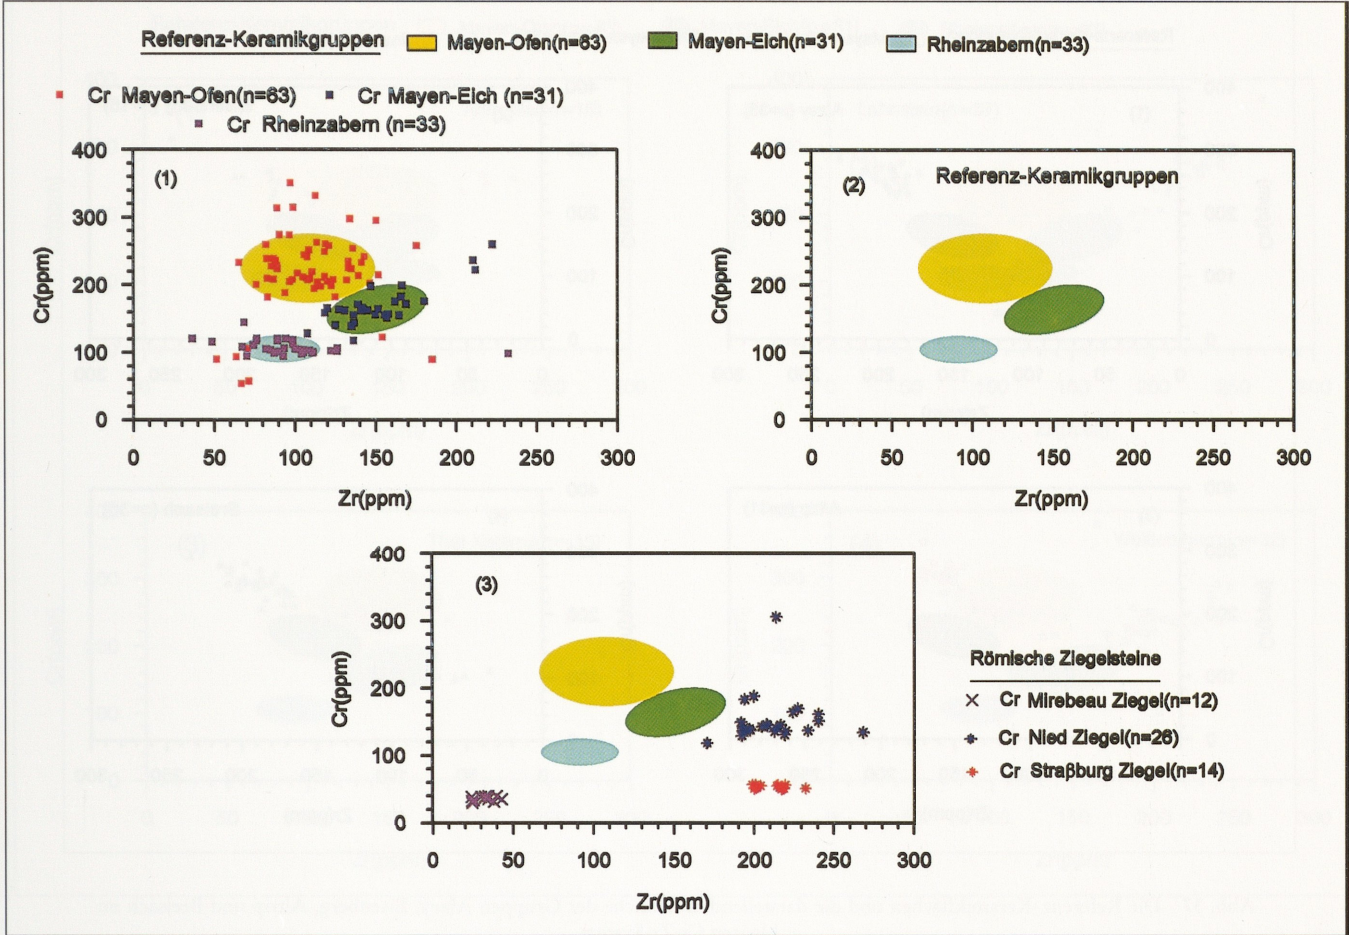 Referenz-Keramikgruppen Mayen-Ofen(n=63) Mayen-Eich(n=31) Rheinzabern(n=33)
Cr Mayen-Ofen(n=63) Cr Mayen-Eich (n=31)
Cr Rheinzabern (n=33)
(1)
Cr(ppm)
400
300
200
100
0
0 50 100 150 200 250 300
Zr(ppm)
(2)
Referenz-Keramikgruppen
Cr(ppm)
400
300
200
100
0
0 50 100 150 200 250 300
Zr(ppm)
(3)
Cr(ppm)
400
300
200
100
0
0 50 100 150 200 250 300
Zr(ppm)
Römische Ziegelsteine
Cr Mirebeau Ziegel(n=12)
Cr Nied Ziegel(n=26)
Cr Straβburg Ziegel(n=14)